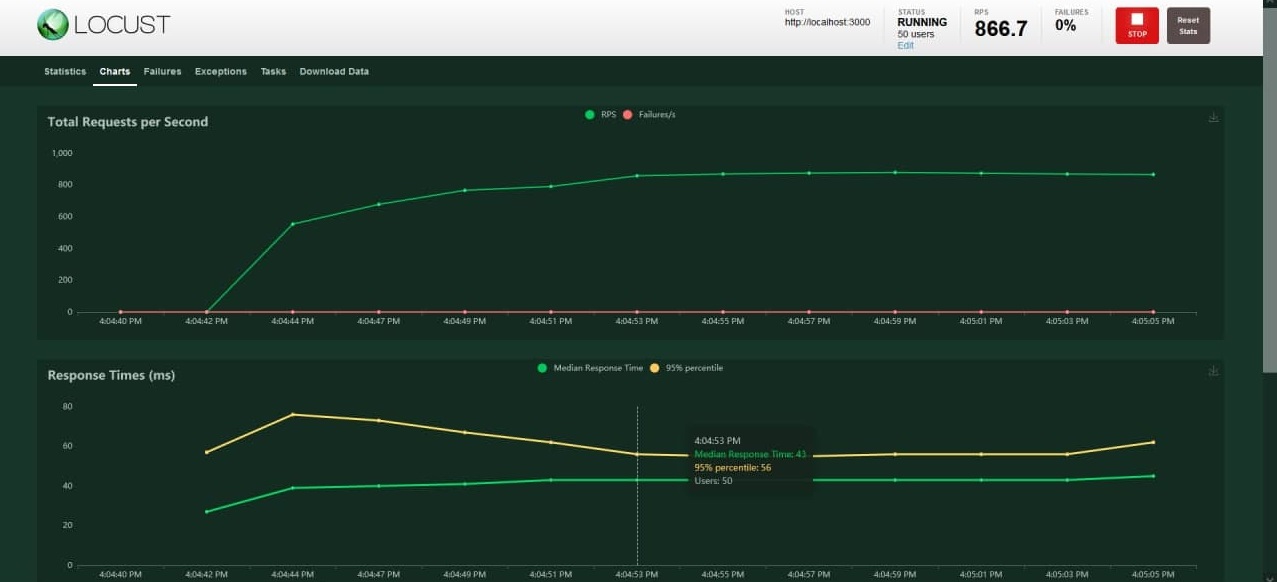 LOCUST
HOST
http://localhost:3000
STATUS
RUNNING
50 users
Edit
RPS
866.7
FAILURES
0%
STOP
Reset
Stats
Statistics Charts Failures Exceptions Tasks Download Data
Total Requests per Second
RPS Failures/s
1,000
800
600
400
200
0
4:04:40 PM 4:04:42 PM 4:04:44 PM 4:04:47 PM 4:04:49 PM 4:04:51 PM 4:04:53 PM 4:04:55 PM 4:04:57 PM 4:04:59 PM 4:05:01 PM 4:05:03 PM 4:05:05 PM
Response Times (ms)
Median Response Time 95% percentile
80
60
40
20
0
4:04:53 PM
Median Response Time: 43
95% percentile: 56
Users: 50
4:04:40 PM 4:04:42 PM 4:04:44 PM 4:04:47 PM 4:04:49 PM 4:04:51 PM 4:04:53 PM 4:04:55 PM 4:04:57 PM 4:04:59 PM 4:05:01 PM 4:05:03 PM 4:05:05 PM